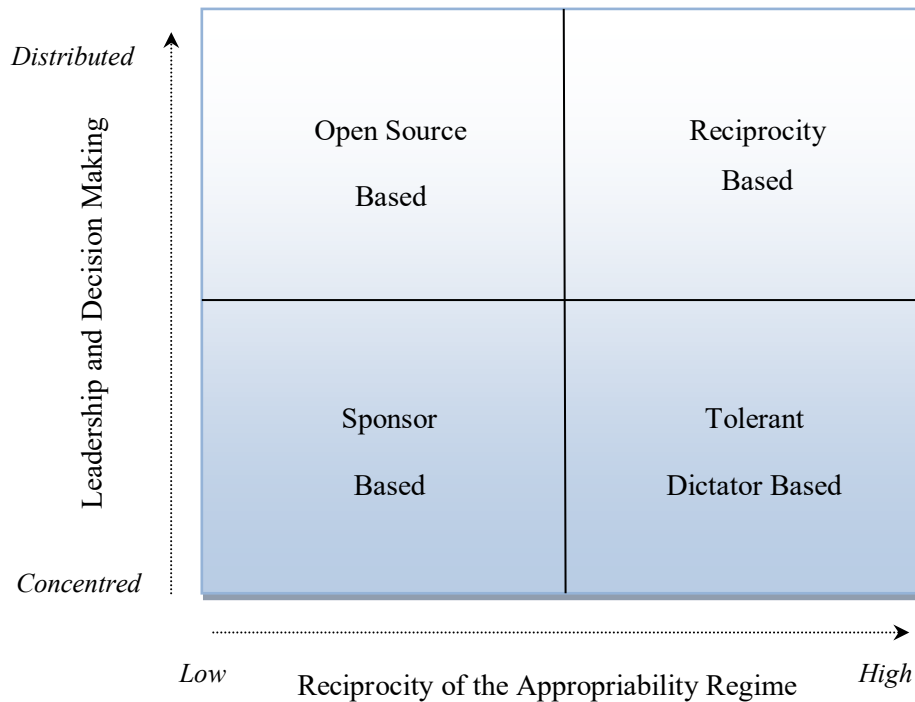 Distributed
Leadership and Decision Making
Concentred
Open Source
Based
Reciprocity
Based
Sponsor
Based
Tolerant
Dictator Based
Low
Reciprocity of the Appropriability Regime
High